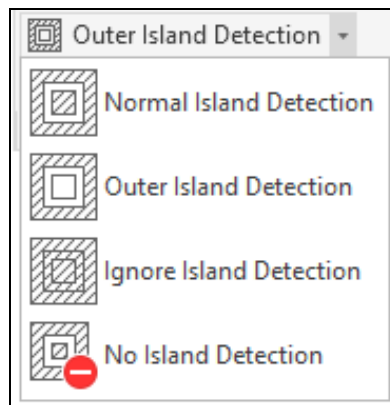 Outer Island Detection
Normal Island Detection
Outer Island Detection
Ignore Island Detection
No Island Detection